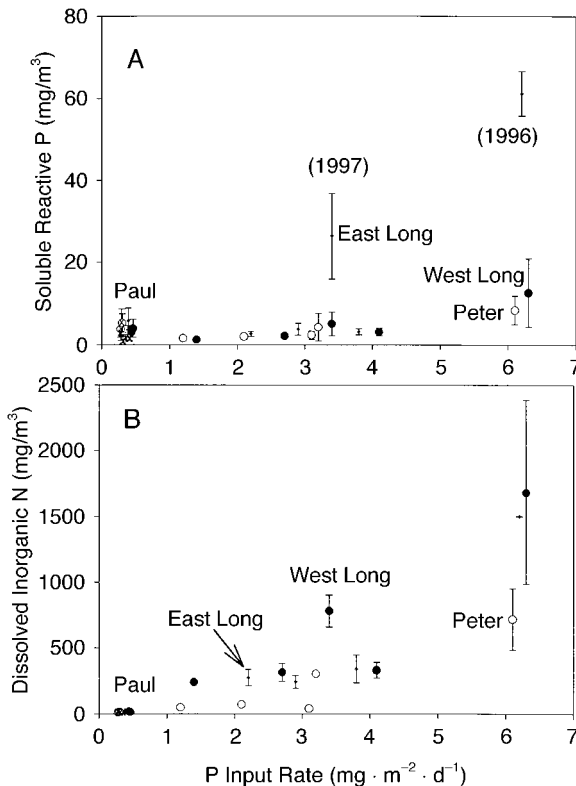 A
Soluble Reactive P (mg/m³)
80
60
40
20
0
(1996)
(1997)
East Long
West Long
Paul
Peter
0 1 2 3 4 5 6 7
B
Dissolved Inorganic N (mg/m³)
2500
2000
1500
1000
500
0
West Long
East Long
Peter
Paul
0 1 2 3 4 5 6 7
P Input Rate (mg · m⁻² · d⁻¹)